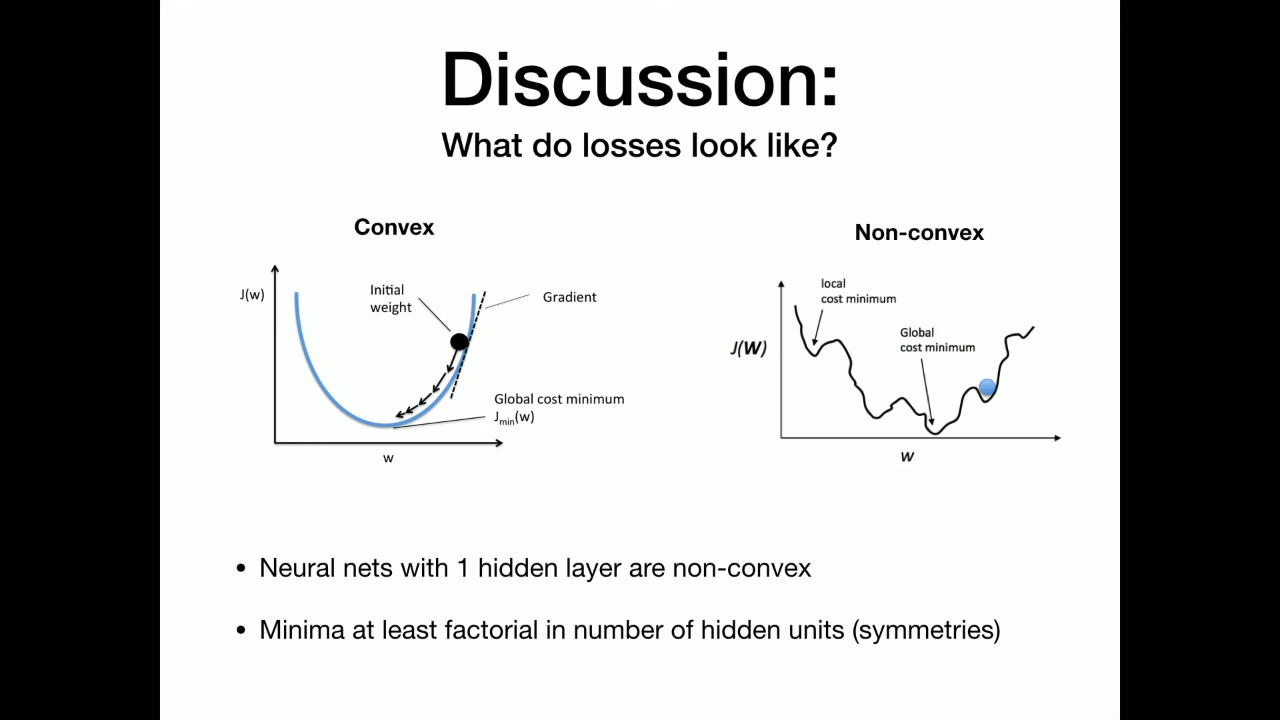 Discussion:
What do losses look like?
Convex
J(w)
Initial
weight
Gradient
Global cost minimum
Jmin(w)
w
Non-convex
local
cost minimum
Global
cost minimum
J(W)
w
• Neural nets with 1 hidden layer are non-convex
• Minima at least factorial in number of hidden units (symmetries)